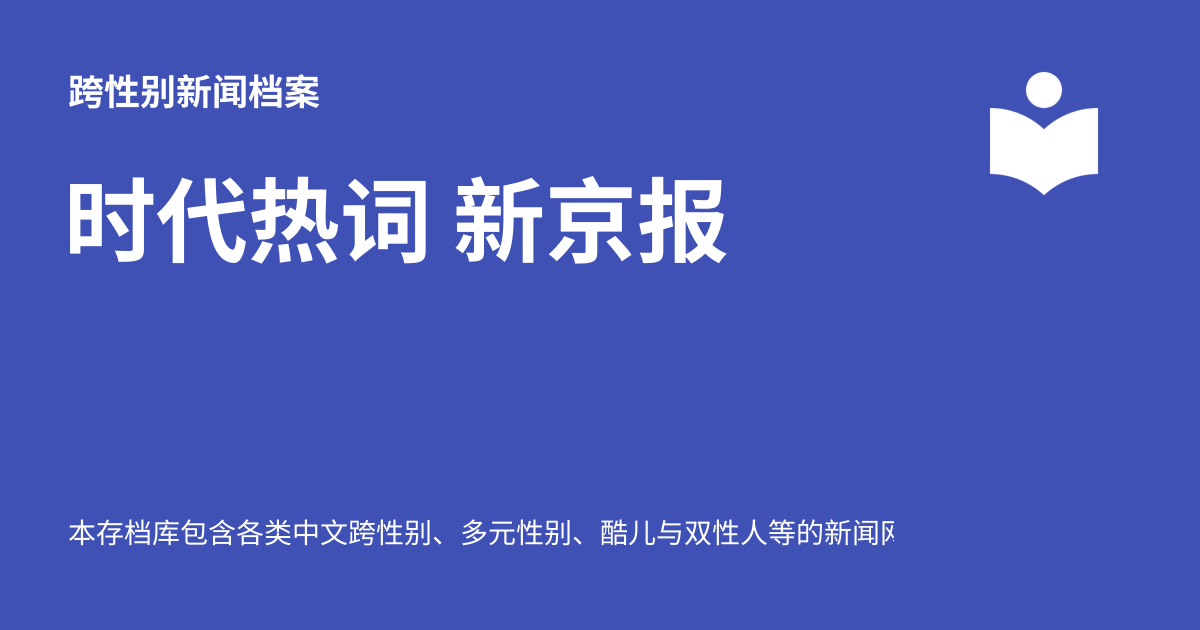 跨性别新闻档案
时代热词 新京报
本存档库包含各类中文跨性别、多元性别、酷儿与双性人等的新闻